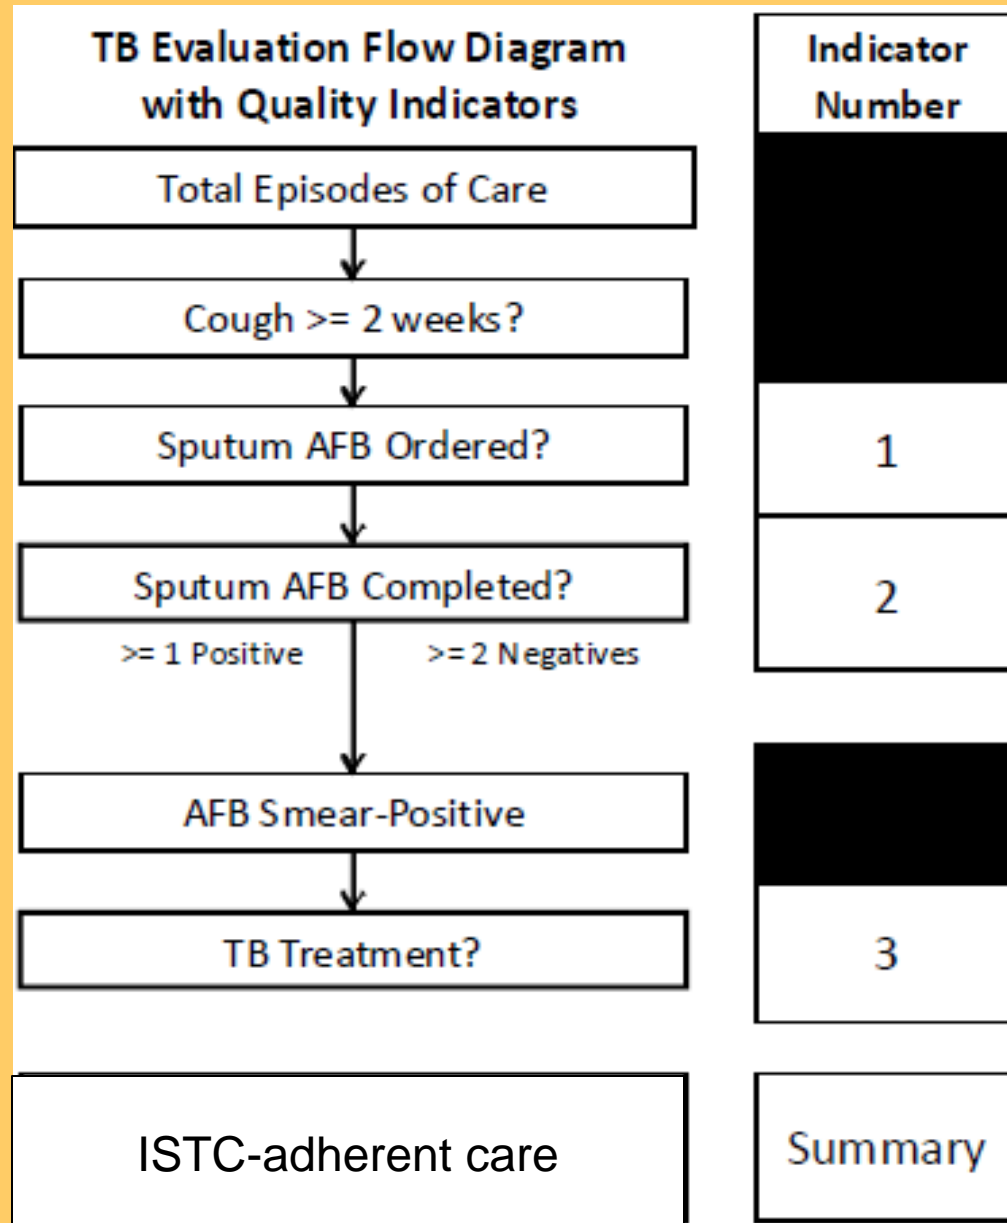 TB Evaluation Flow Diagram
with Quality Indicators
Indicator
Number
Total Episodes of Care
Cough >= 2 weeks?
Sputum AFB Ordered?
1
Sputum AFB Completed?
2
>= 1 Positive >= 2 Negatives
AFB Smear-Positive
TB Treatment?
3
ISTC-adherent care
Summary